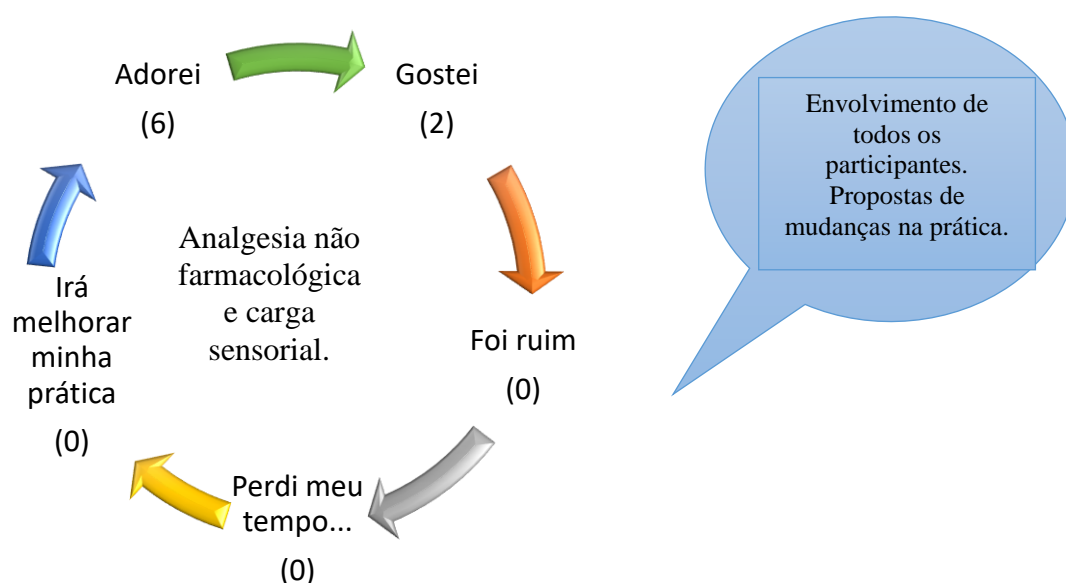 Adorei
(6)
Gostei
(2)
Foi ruim
(0)
Perdi meu
tempo...
(0)
Irá
melhorar
minha
prática
(0)
Analgesia não
farmacológica
e carga
sensorial.
Envolvimento de
todos os
participantes.
Propostas de
mudanças na prática.